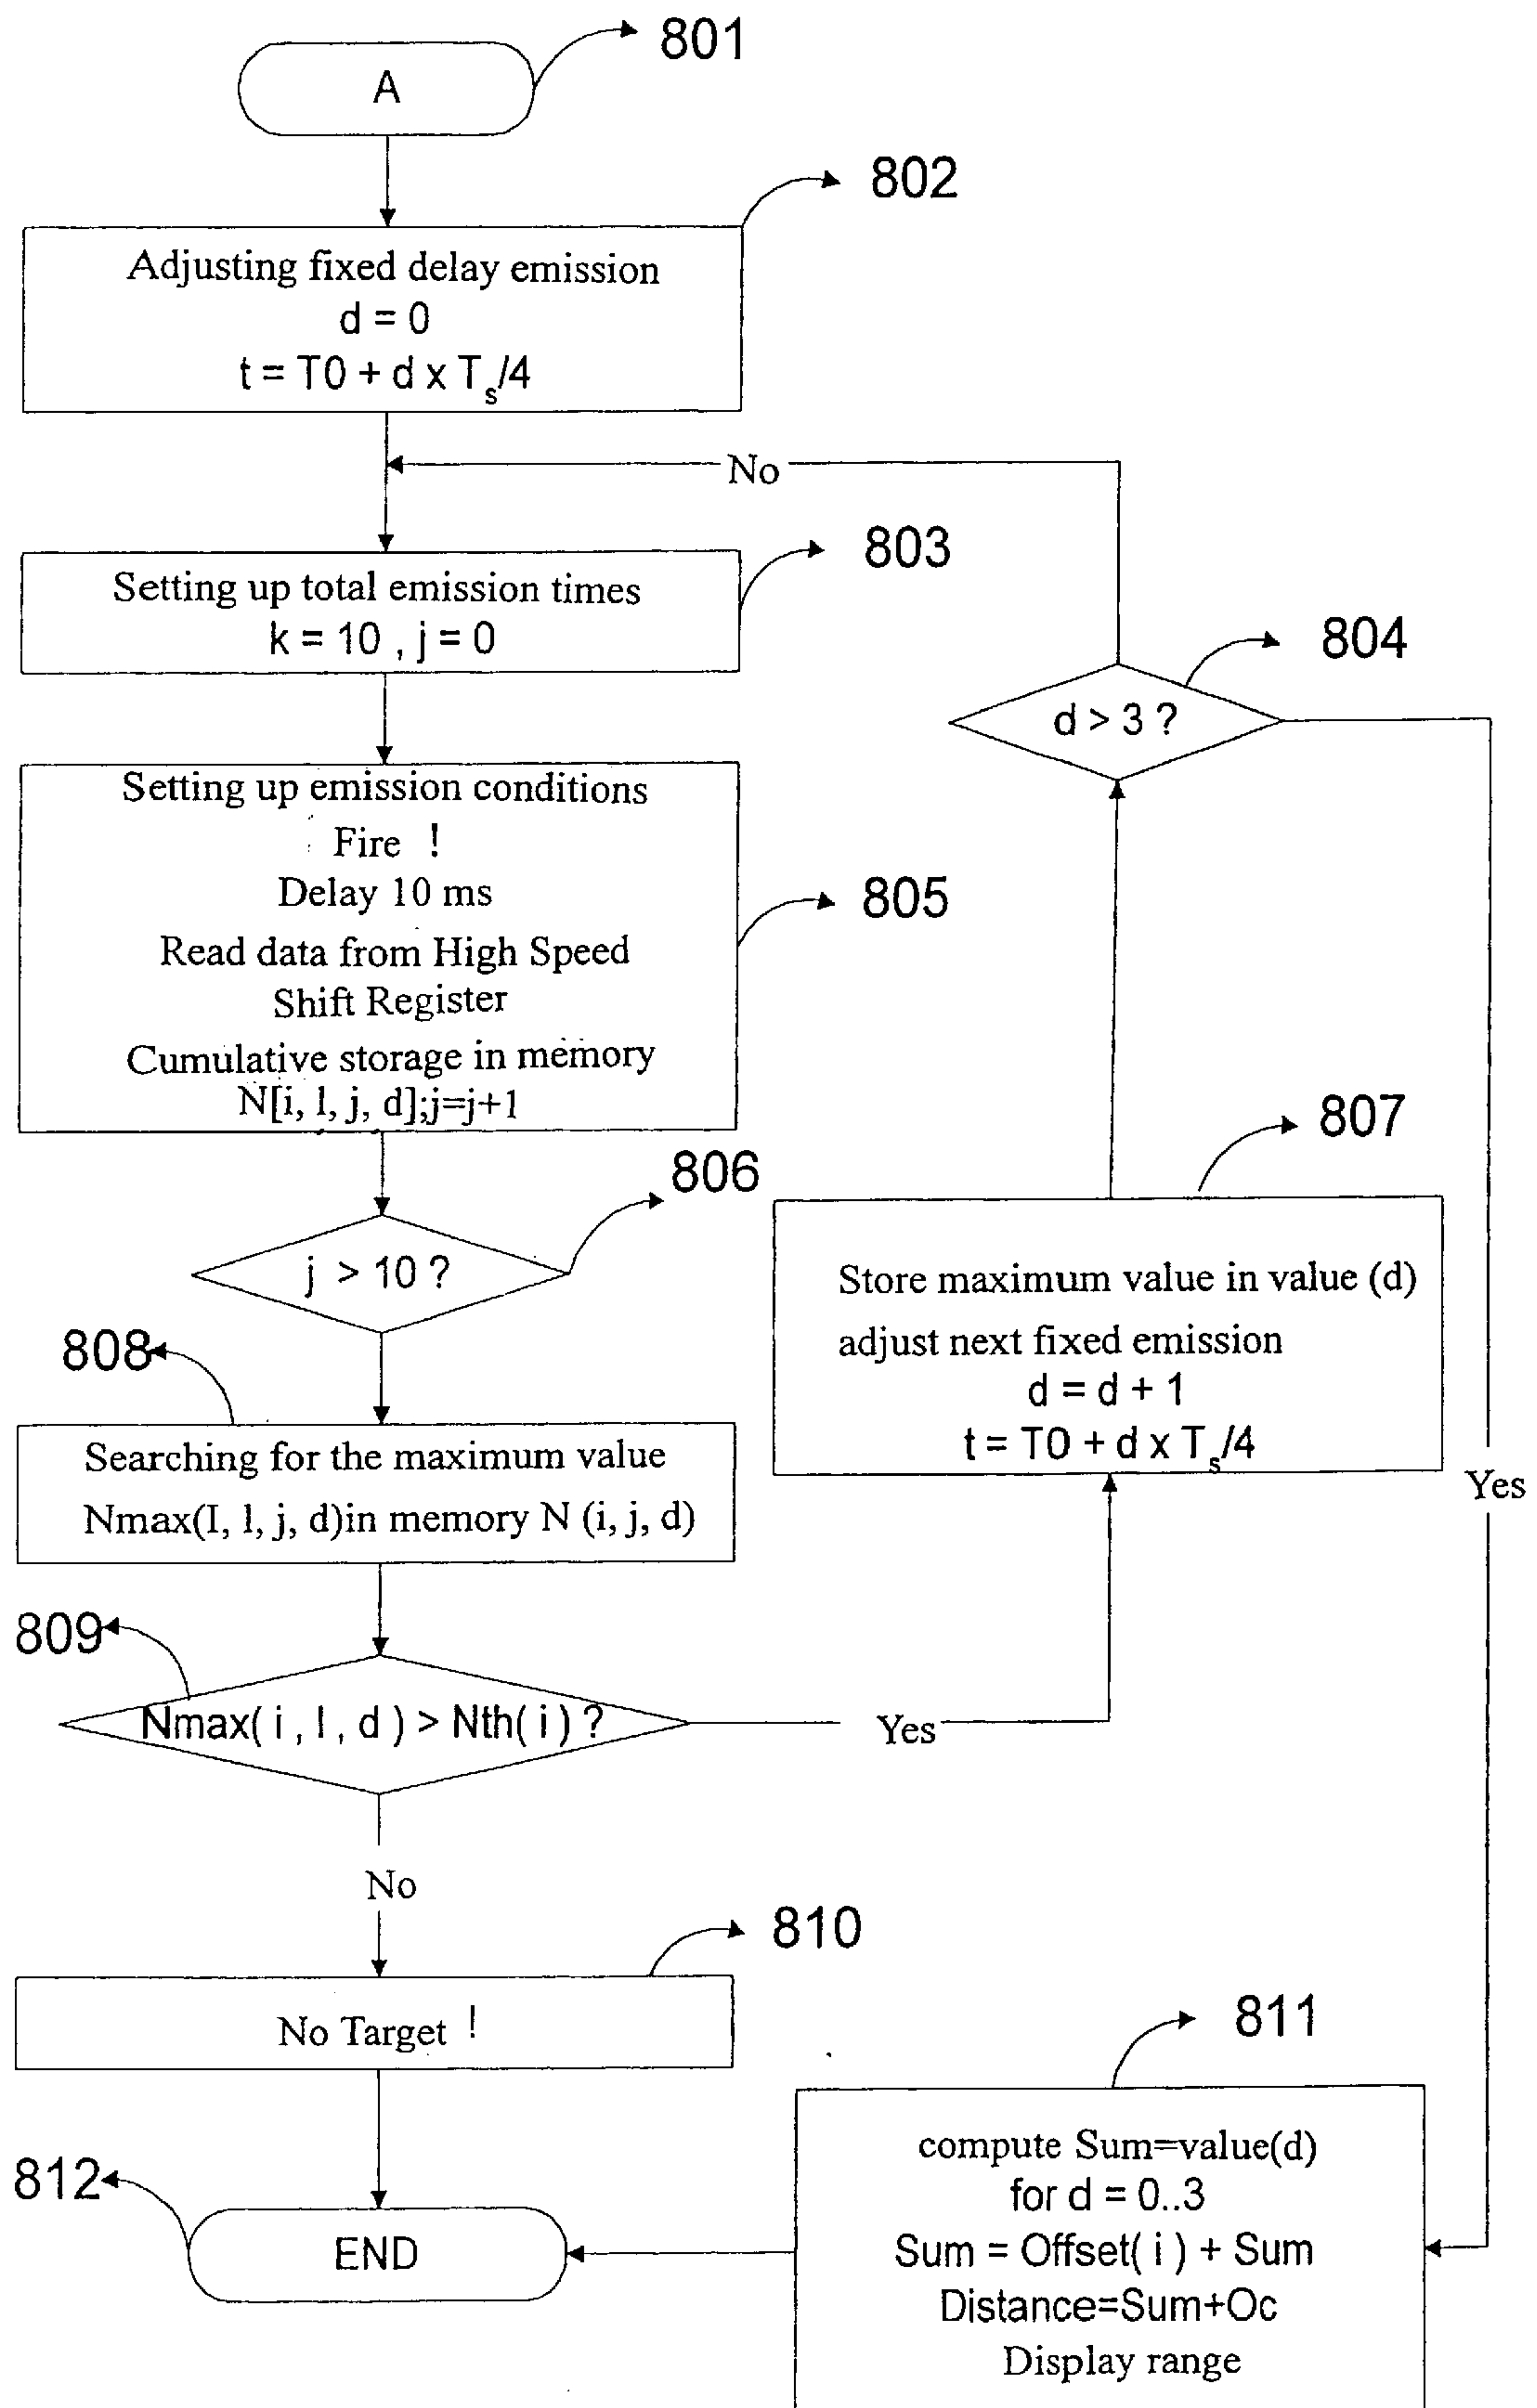 801
A
802
Adjusting fixed delay emission
d = 0
t = T0 + d x Ts/4
No
803
Setting up total emission times
k = 10 , j = 0
804
d > 3 ?
Setting up emission conditions
Fire !
Delay 10 ms
805
Read data from High Speed
Shift Register
Cumulative storage in memory
N[i, l, j, d];j=j+1
807
806
j > 10 ?
Store maximum value in value (d)
adjust next fixed emission
d = d + 1
t = T0 + d x Ts/4
808
Searching for the maximum value
Nmax(I, l, j, d)in memory N (i, j, d)
Yes
809
Nmax( i , l , d ) > Nth( i ) ?
Yes
No
810
No Target !
811
compute Sum=value(d)
for d = 0..3
Sum = Offset( i ) + Sum
Distance=Sum+Oc
Display range
812
END